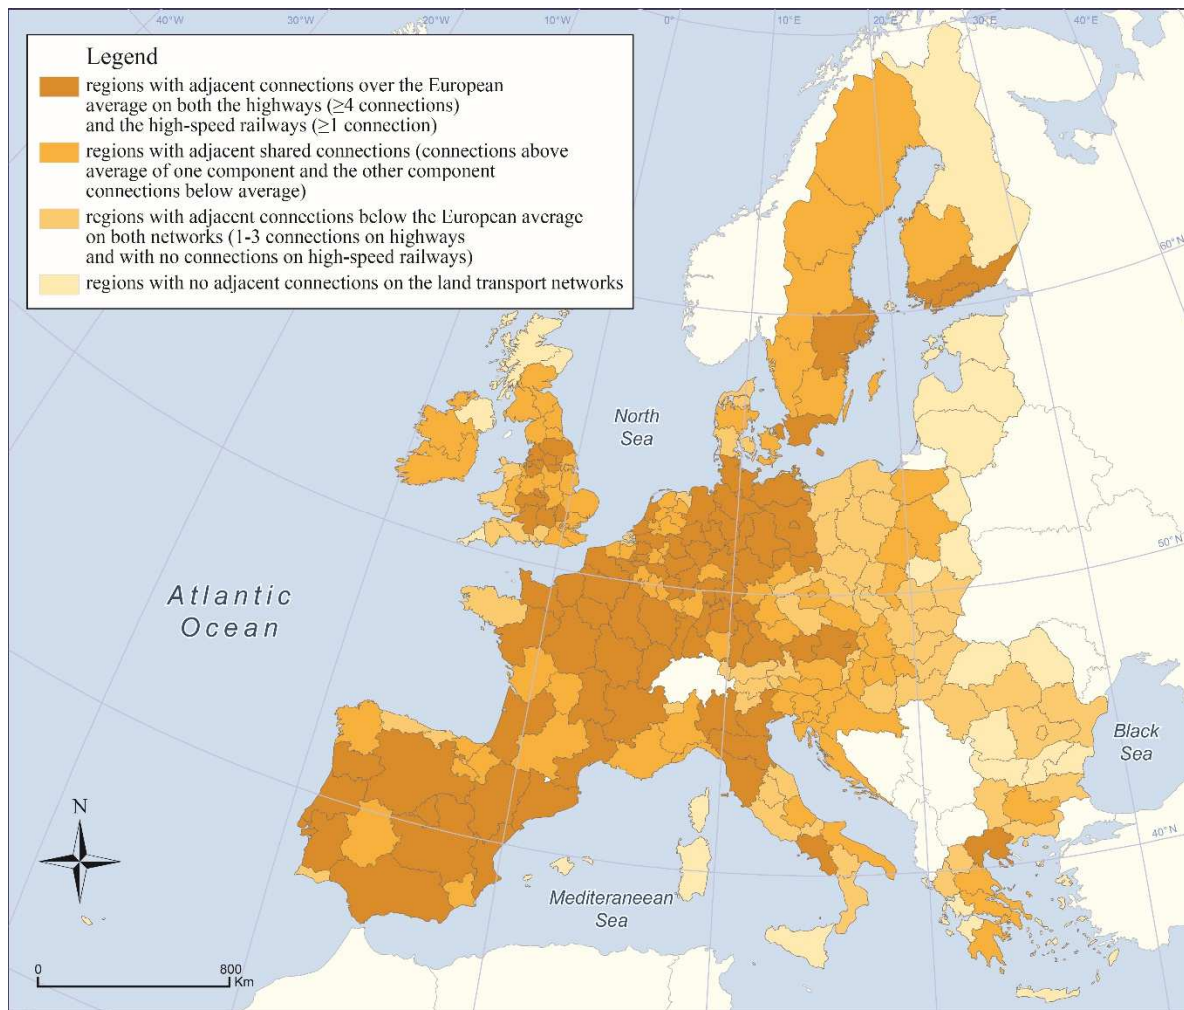 40°W
30°W
20°W
10°W
0°
10°E
20°E
30°E
40°E
Legend
regions with adjacent connections over the European
average on both the highways (≥4 connections)
and the high-speed railways (≥1 connection)
regions with adjacent shared connections (connections above
average of one component and the other component
connections below average)
regions with adjacent connections below the European average
on both networks (1-3 connections on highways
and with no connections on high-speed railways)
regions with no adjacent connections on the land transport networks
60°N
North
Sea
50°N
Atlantic
Ocean
Black
Sea
N
40°N
Mediteraneean
Sea
0
800
Km